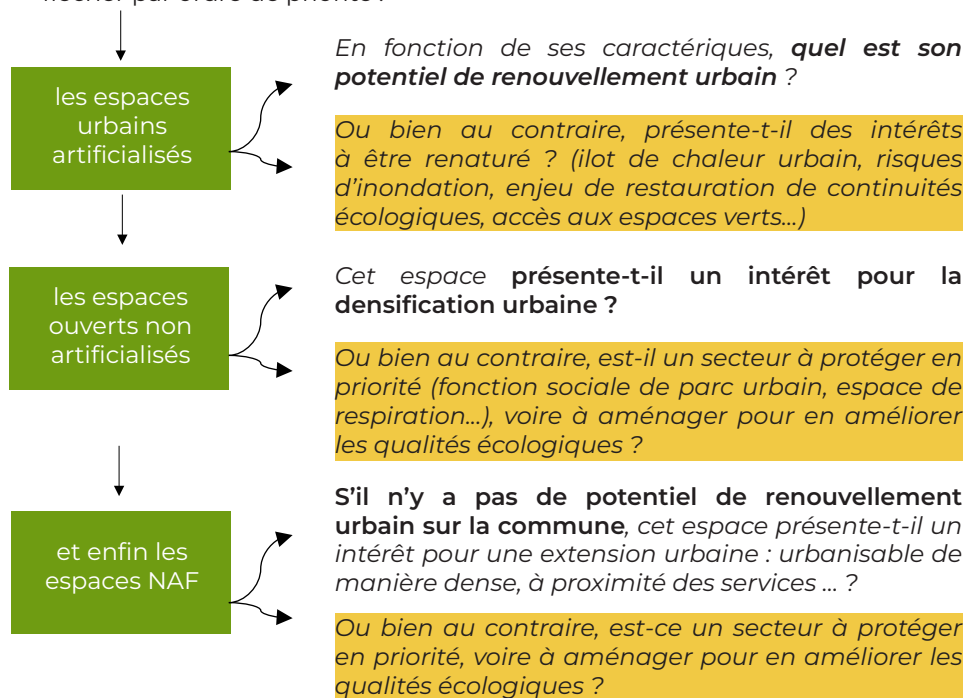 flécher par ordre de priorité :
En fonction de ses caractériques, quel est son
potentiel de renouvellement urbain ?
les espaces
urbains
artificialisés
Ou bien au contraire, présente-t-il des intérêts
à être renaturé ? (ilot de chaleur urbain, risques
d’inondation, enjeu de restauration de continuités
écologiques, accès aux espaces verts...)
Cet espace présente-t-il un intérêt pour la
densification urbaine ?
les espaces
ouverts non
artificialisés
Ou bien au contraire, est-il un secteur à protéger en
priorité (fonction sociale de parc urbain, espace de
respiration...), voire à aménager pour en améliorer
les qualités écologiques ?
S’il n’y a pas de potentiel de renouvellement
urbain sur la commune, cet espace présente-t-il un
intérêt pour une extension urbaine : urbanisable de
manière dense, à proximité des services ... ?
et enfin les
espaces NAF
Ou bien au contraire, est-ce un secteur à protéger
en priorité, voire à aménager pour en améliorer les
qualités écologiques ?